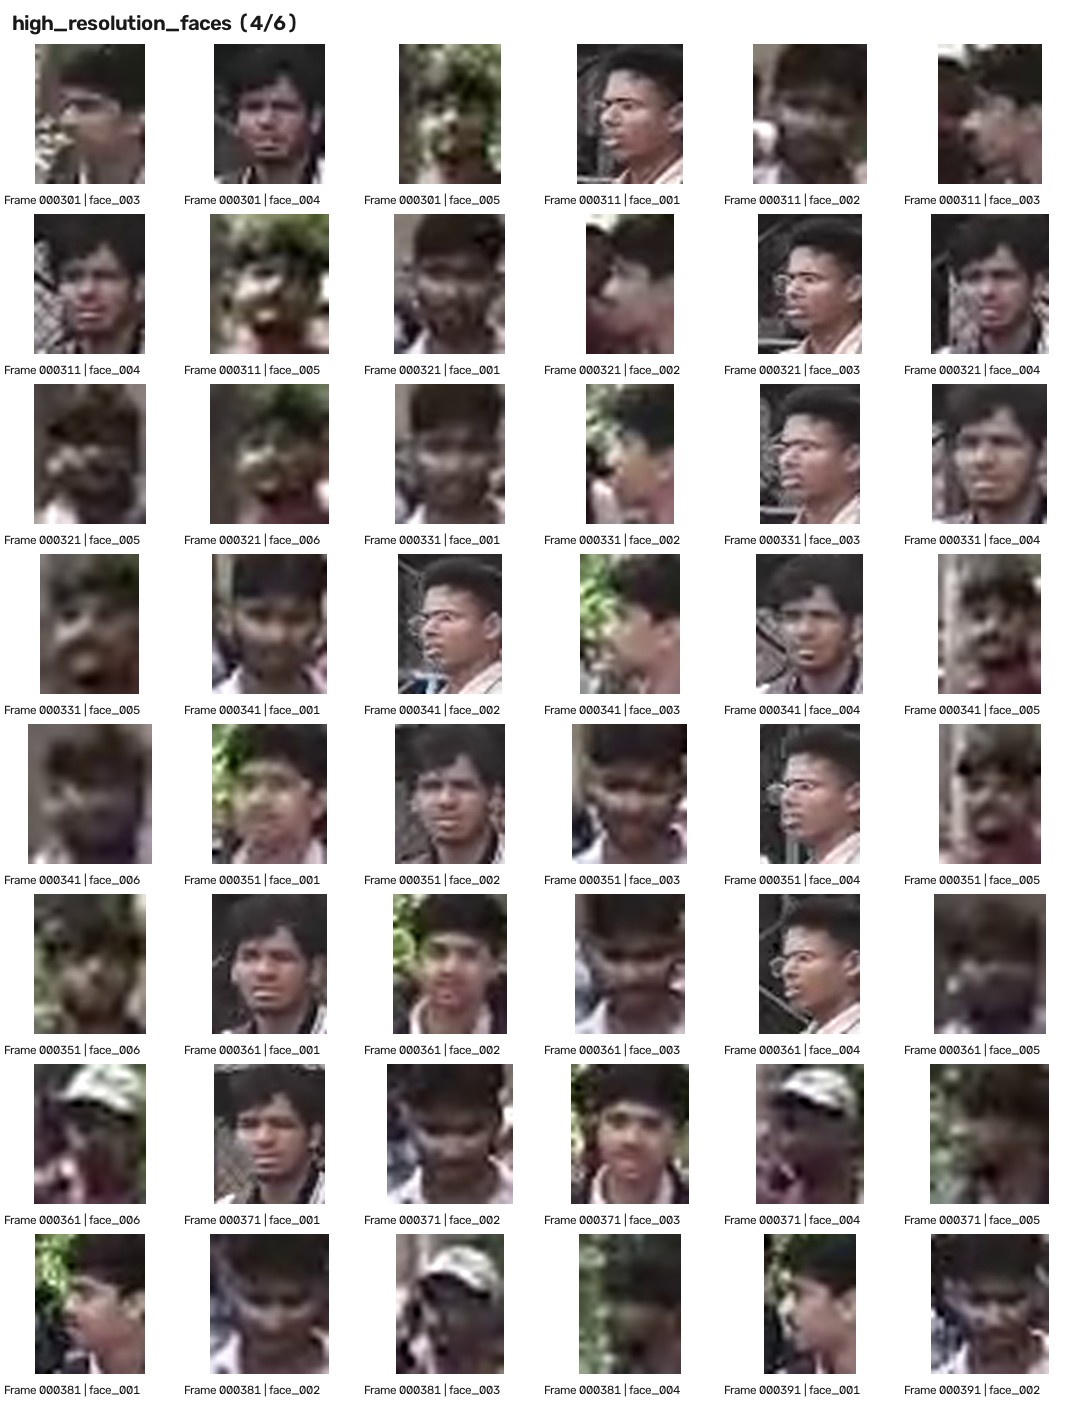 high_resolution_faces (4/6)
Frame 000301 | face_003 Frame 000301 | face_004 Frame 000301 | face_005 Frame 000311 | face_001 Frame 000311 | face_002 Frame 000311 | face_003
Frame 000311 | face_004 Frame 000311 | face_005 Frame 000321 | face_001 Frame 000321 | face_002 Frame 000321 | face_003 Frame 000321 | face_004
Frame 000321 | face_005 Frame 000321 | face_006 Frame 000331 | face_001 Frame 000331 | face_002 Frame 000331 | face_003 Frame 000331 | face_004
Frame 000331 | face_005 Frame 000341 | face_001 Frame 000341 | face_002 Frame 000341 | face_003 Frame 000341 | face_004 Frame 000341 | face_005
Frame 000341 | face_006 Frame 000351 | face_001 Frame 000351 | face_002 Frame 000351 | face_003 Frame 000351 | face_004 Frame 000351 | face_005
Frame 000351 | face_006 Frame 000361 | face_001 Frame 000361 | face_002 Frame 000361 | face_003 Frame 000361 | face_004 Frame 000361 | face_005
Frame 000361 | face_006 Frame 000371 | face_001 Frame 000371 | face_002 Frame 000371 | face_003 Frame 000371 | face_004 Frame 000371 | face_005
Frame 000381 | face_001 Frame 000381 | face_002 Frame 000381 | face_003 Frame 000381 | face_004 Frame 000391 | face_001 Frame 000391 | face_002